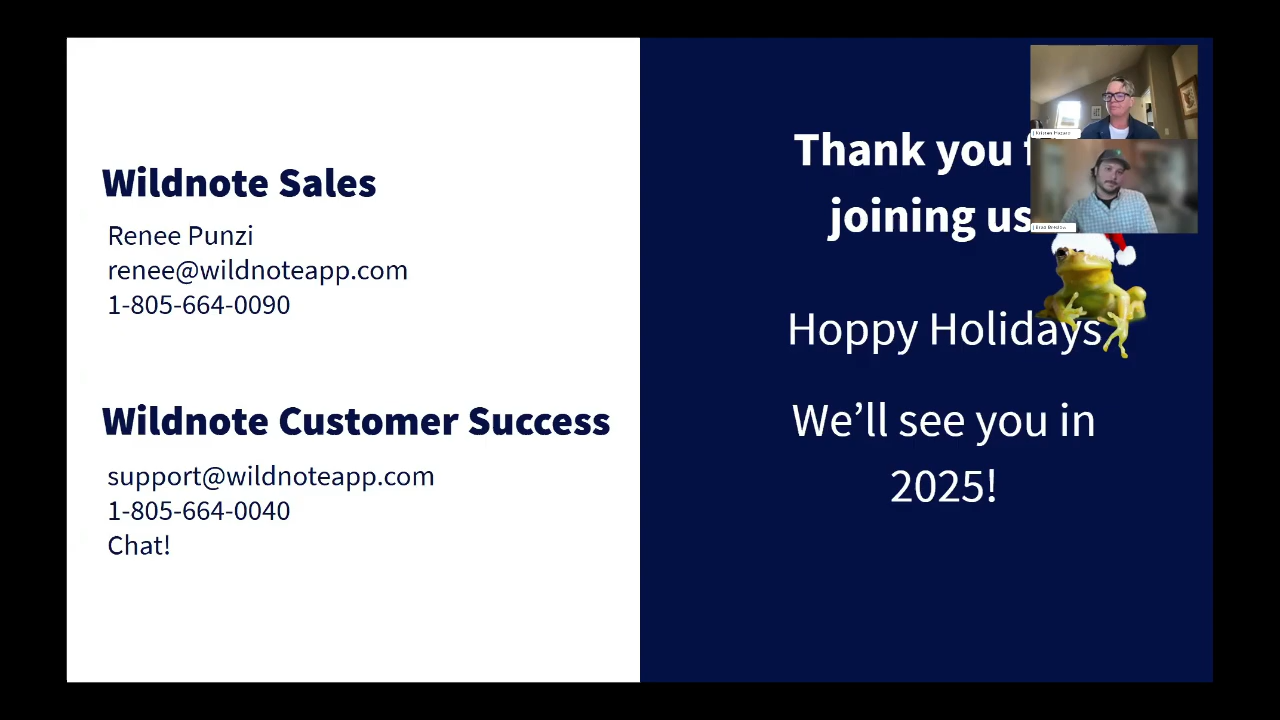 Wildnote Sales
Renee Punzi
renee@wildnoteapp.com
1-805-664-0090
Wildnote Customer Success
support@wildnoteapp.com
1-805-664-0040
Chat!
Thank you
joining us
Hoppy Holidays
We’ll see you in
2025!